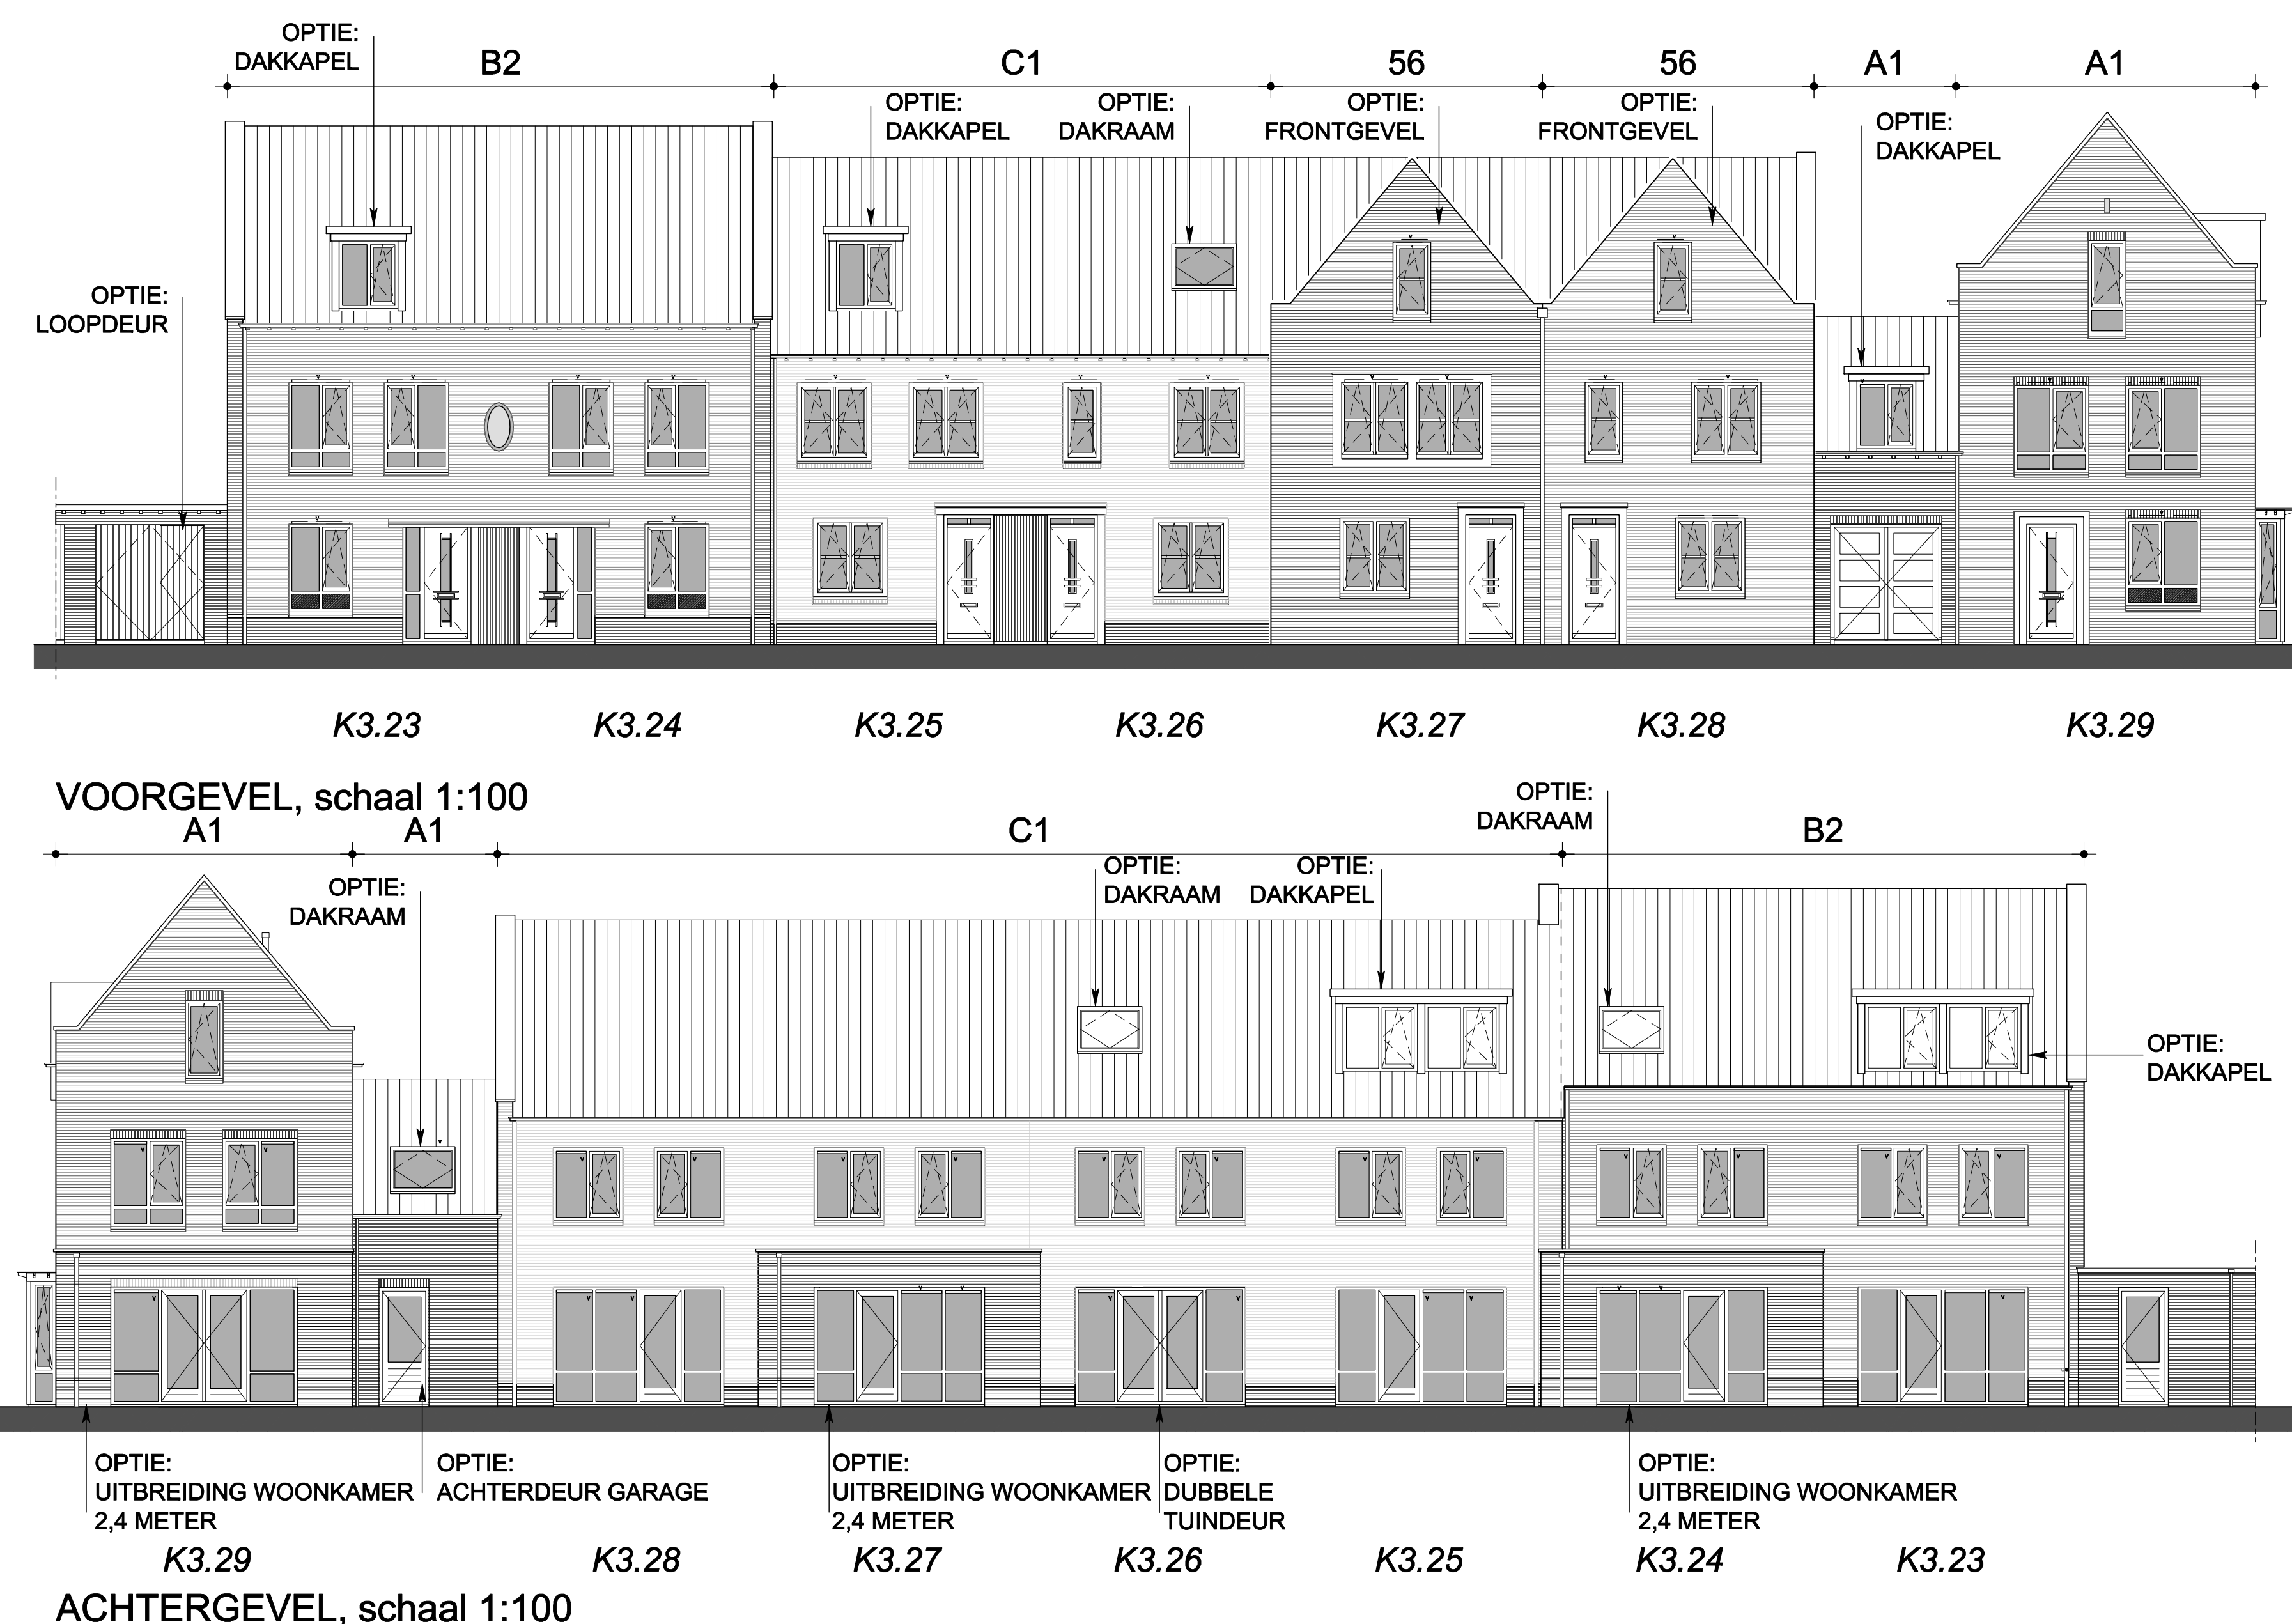 OPTIE:
DAKKAPEL
B2
C1
56
56
A1
A1
OPTIE:
DAKKAPEL
OPTIE:
DAKRAAM
OPTIE:
FRONTGEVEL
OPTIE:
FRONTGEVEL
OPTIE:
DAKKAPEL
OPTIE:
LOOPDEUR
K3.23
K3.24
K3.25
K3.26
K3.27
K3.28
K3.29
VOORGEVEL, schaal 1:100
A1
A1
C1
B2
OPTIE:
DAKRAAM
OPTIE:
DAKRAAM
OPTIE:
DAKKAPEL
OPTIE:
DAKRAAM
OPTIE:
DAKKAPEL
OPTIE:
UITBREIDING WOONKAMER
2,4 METER
OPTIE:
ACHTERDEUR GARAGE
OPTIE:
UITBREIDING WOONKAMER
2,4 METER
OPTIE:
DUBBELE
TUINDEUR
OPTIE:
UITBREIDING WOONKAMER
2,4 METER
K3.29
K3.28
K3.27
K3.26
K3.25
K3.24
K3.23
ACHTERGEVEL, schaal 1:100